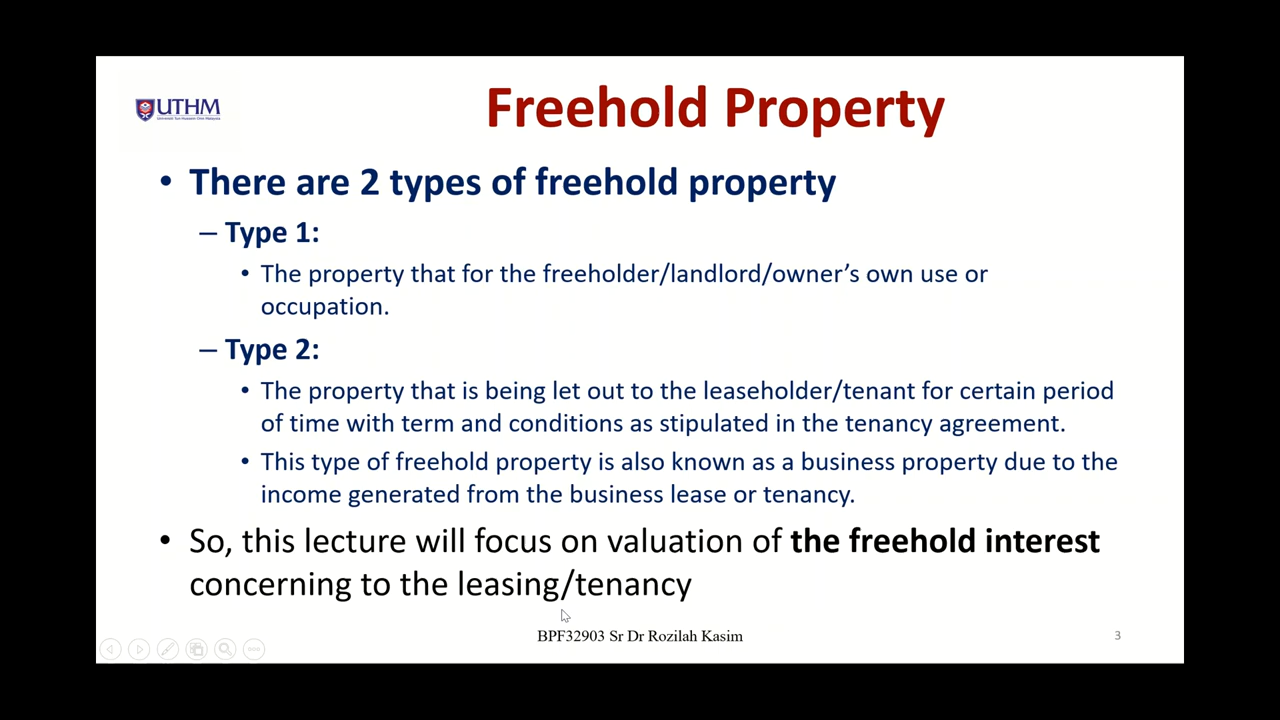 UTHM
Universiti Tun Hussein Onn Malaysia
Freehold Property
• There are 2 types of freehold property
– Type 1:
• The property that for the freeholder/landlord/owner’s own use or
occupation.
– Type 2:
• The property that is being let out to the leaseholder/tenant for certain period
of time with term and conditions as stipulated in the tenancy agreement.
• This type of freehold property is also known as a business property due to the
income generated from the business lease or tenancy.
• So, this lecture will focus on valuation of the freehold interest
concerning to the leasing/tenancy
BPF32903 Sr Dr Rozilah Kasim
3